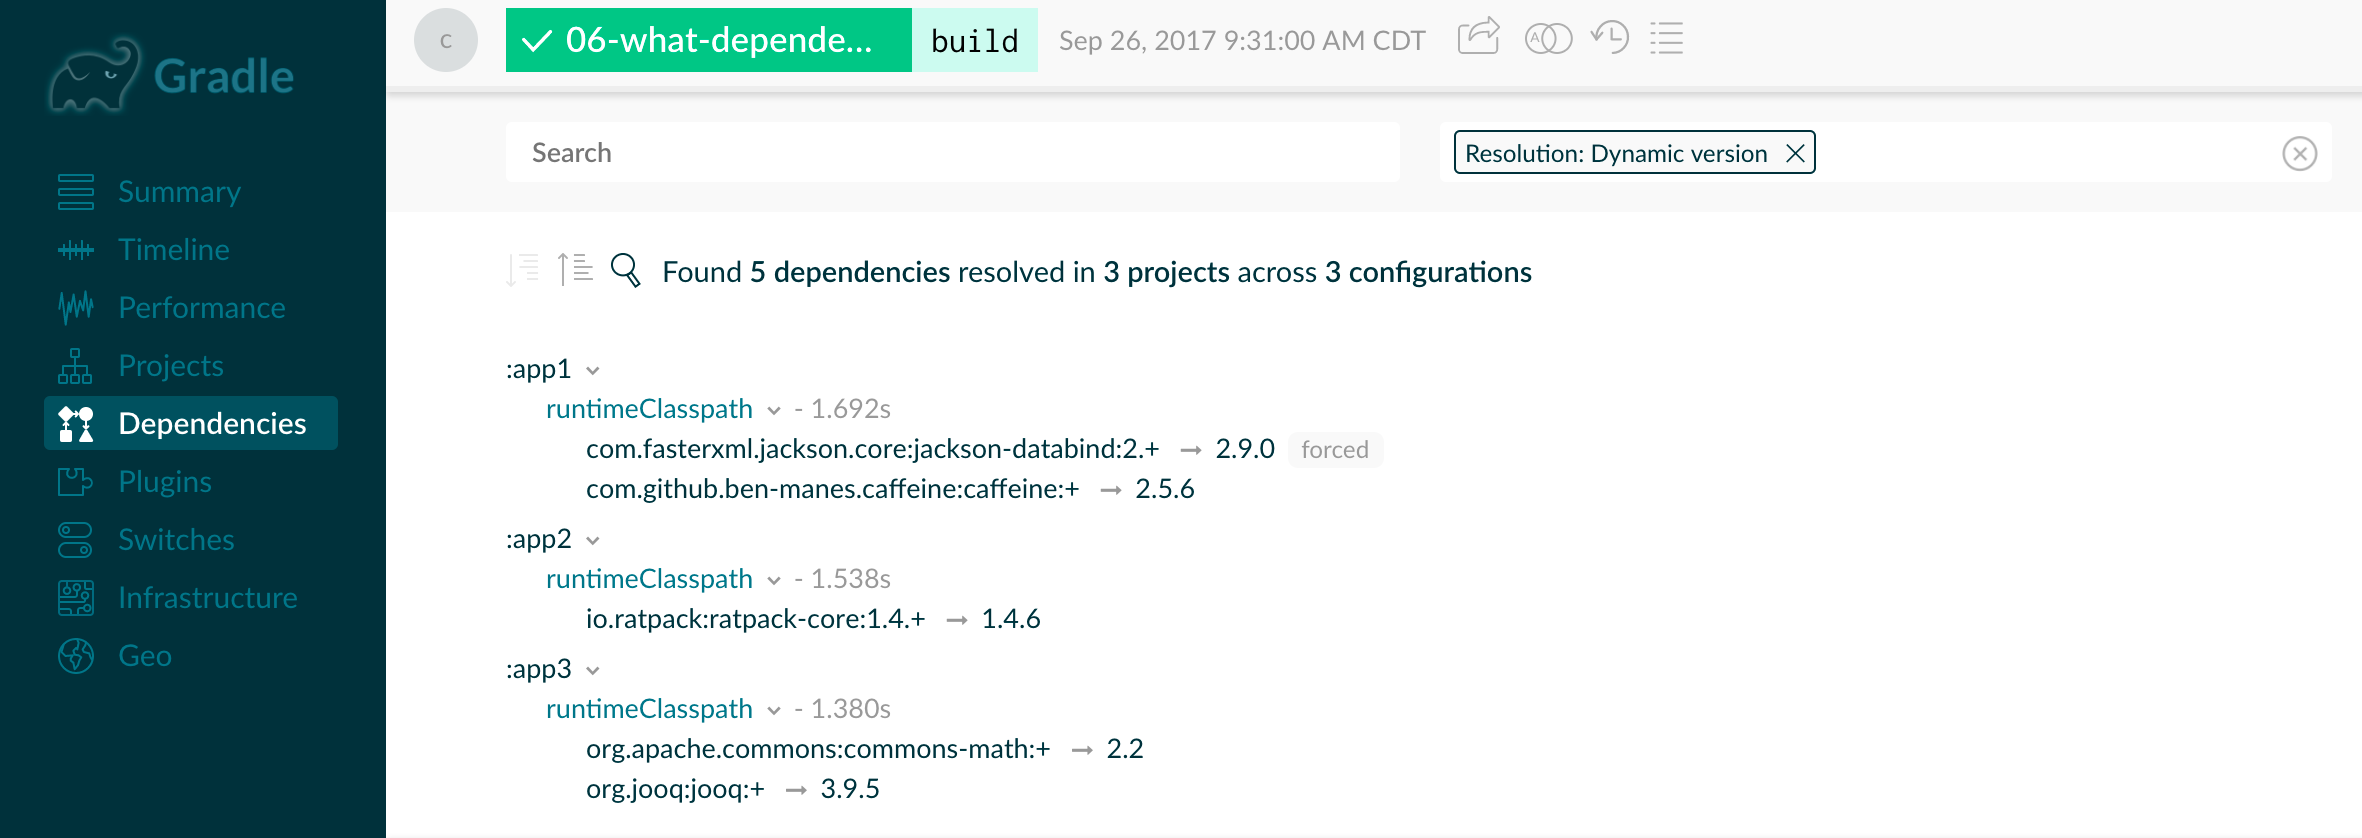 Gradle
Summary
Timeline
Performance
Projects
Dependencies
Plugins
Switches
Infrastructure
Geo
C 06-what-depende... build Sep 26, 2017 9:31:00 AM CDT
Search Resolution: Dynamic version
Found 5 dependencies resolved in 3 projects across 3 configurations
:app1
runtimeClasspath - 1.692s
com.fasterxml.jackson.core:jackson-databind:2.+ → 2.9.0 forced
com.github.ben-manes.caffeine:caffeine:+ → 2.5.6
:app2
runtimeClasspath - 1.538s
io.ratpack:ratpack-core:1.4.+ → 1.4.6
:app3
runtimeClasspath - 1.380s
org.apache.commons:commons-math:+ → 2.2
org.jooq:jooq:+ → 3.9.5